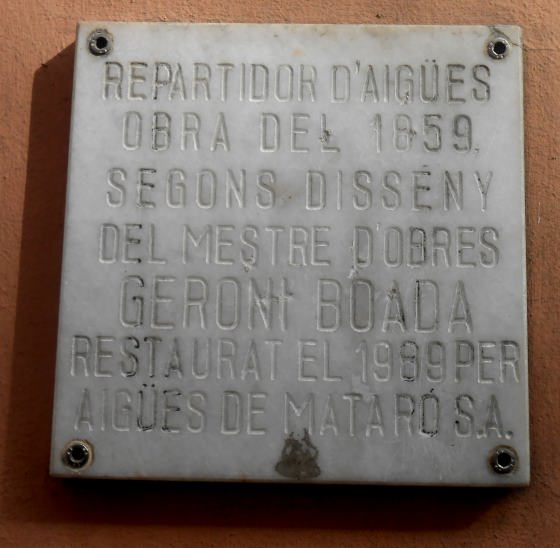 REPARTIDOR D'AIGÜES
OBRA DEL 1859,
SEGONS DISSENY
DEL MESTRE D'OBRES
GERONI BOADA
RESTAURAT EL 1989 PER
AIGÜES DE MATARÓ S.A.